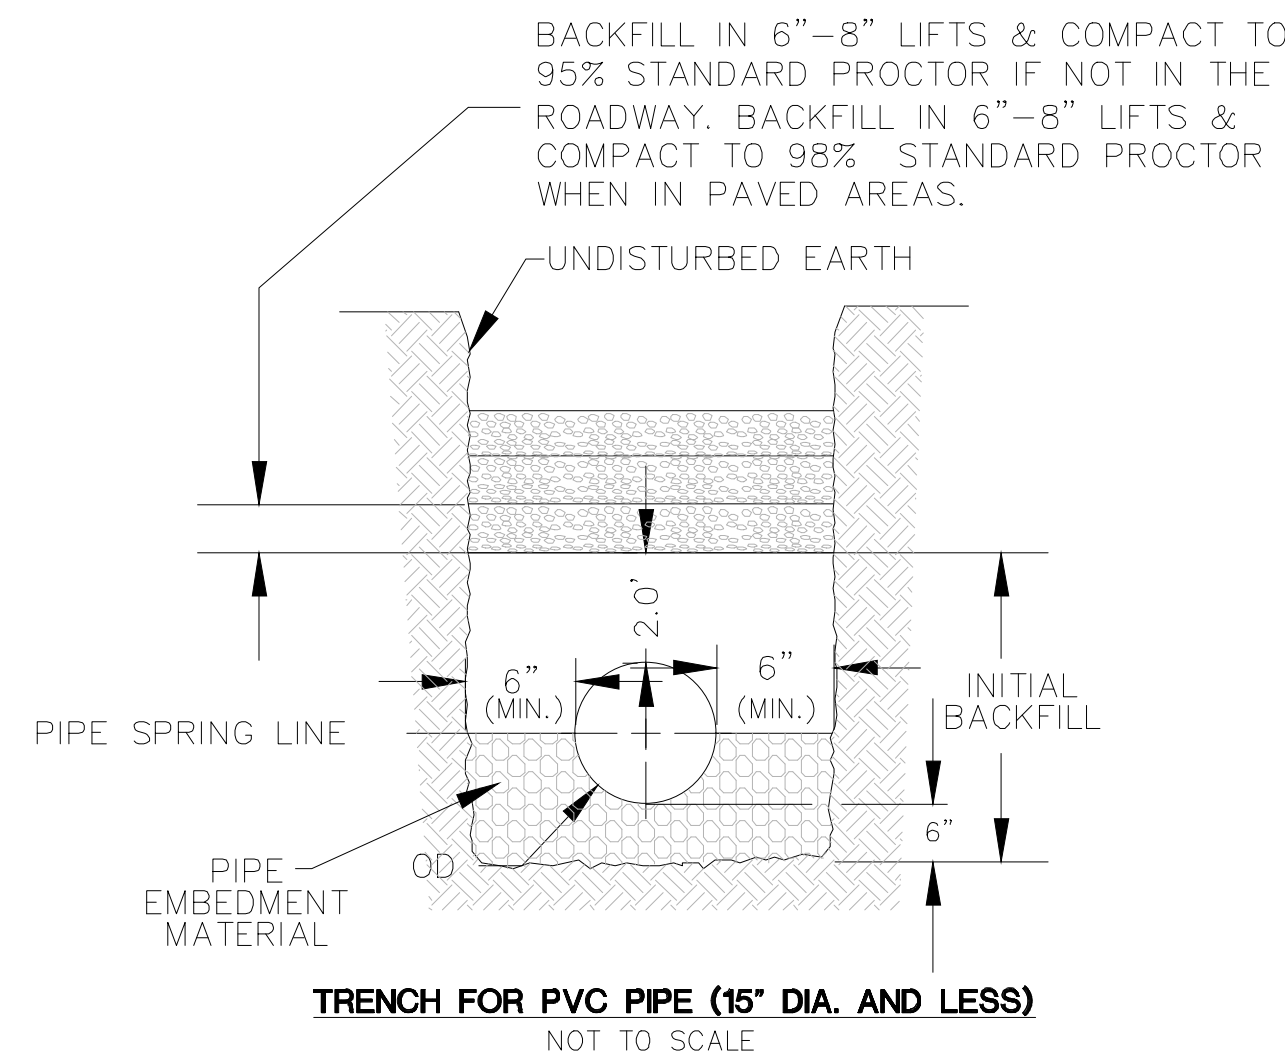 BACKFILL IN 6"-8" LIFTS & COMPACT TO
95% STANDARD PROCTOR IF NOT IN THE
ROADWAY. BACKFILL IN 6"-8" LIFTS &
COMPACT TO 98% STANDARD PROCTOR
WHEN IN PAVED AREAS.
UNDISTURBED EARTH
2.0'
6"
(MIN.)
6"
(MIN.)
INITIAL
BACKFILL
PIPE SPRING LINE
6"
OD
PIPE
EMBEDMENT
MATERIAL
TRENCH FOR PVC PIPE (15" DIA. AND LESS)
NOT TO SCALE